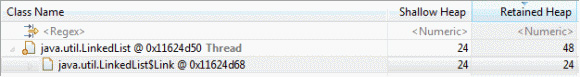 Class Name Shallow Heap Retained Heap
<Regex> <Numeric> <Numeric>
java.util.LinkedList @ 0x11624d50 Thread 24 48
java.util.LinkedList$Link @ 0x11624d68 24 24